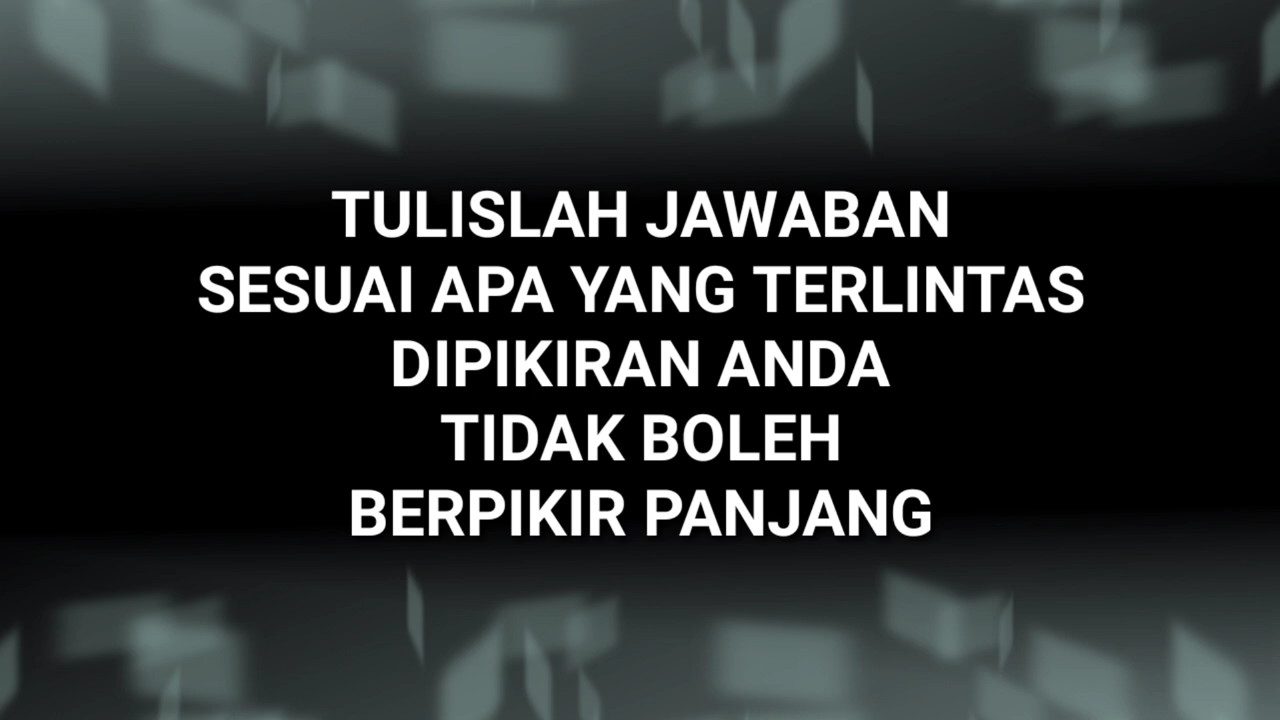 TULISLAH JAWABAN
SESUAI APA YANG TERLINTAS
DIPIKIRAN ANDA
TIDAK BOLEH
BERPIKIR PANJANG